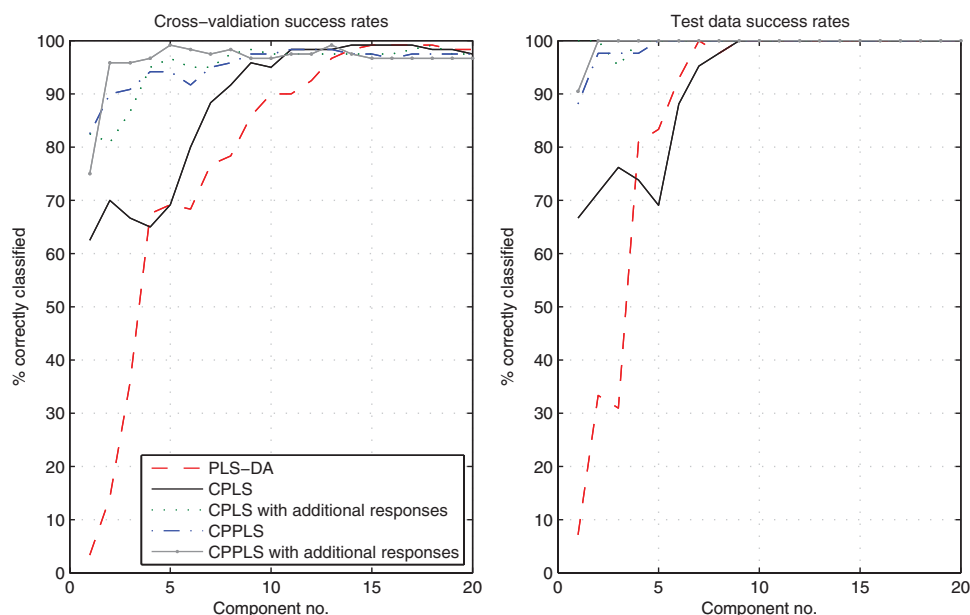 Cross-valdiation success rates
100
90
80
70
60
50
40
30
20
10
0
% correctly classified
0
5
10
15
20
Component no.
PLS-DA
CPLS
CPLS with additional responses
CPPLS
CPPLS with additional responses
Test data success rates
100
90
80
70
60
50
40
30
20
10
0
% correctly classified
0
5
10
15
20
Component no.